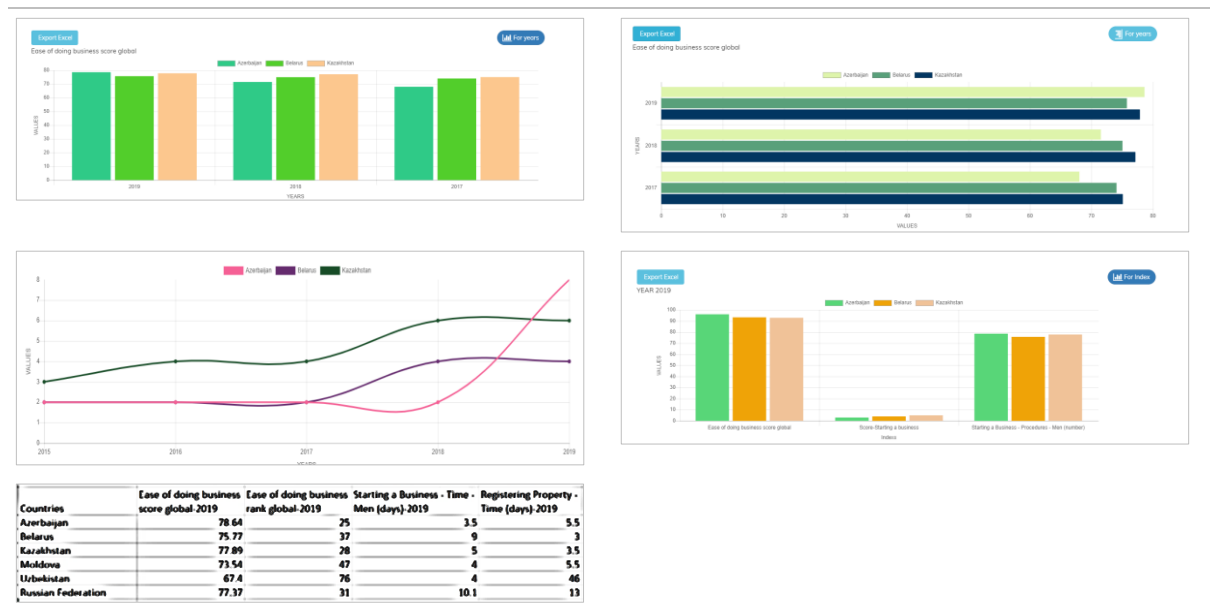 Export Excel
For years
Ease of doing business score global
Azerbaijan Belarus Kazakhstan
80
70
60
50
40
30
20
10
0
VALUES
2019 2018 2017
YEARS
Export Excel
For years
Ease of doing business score global
Azerbaijan Belarus Kazakhstan
2019
2018
2017
YEARS
0 10 20 30 40 50 60 70 80
VALUES
Azerbaijan Belarus Kazakhstan
8
7
6
5
4
3
2
1
0
VALUES
2015 2016 2017 2018 2019
YEARS
Export Excel
For Index
YEAR 2019
Azerbaijan Belarus Kazakhstan
100
90
80
70
60
50
40
30
20
10
0
VALUES
Ease of doing business score global Score-Starting a business Starting a Business - Procedures - Men (number)
Indexs
Ease of doing business Ease of doing business Starting a Business - Time - Registering Property -
Countries score global-2019 rank global-2019 Men (days)-2019 Time (days)-2019
Azerbaijan 78.64 25 3.5 5.5
Belarus 75.77 37 9 3
Kazakhstan 77.89 28 5 3.5
Moldova 73.54 47 4 5.5
Uzbekistan 67.4 76 4 46
Russian Federation 77.37 31 10.1 13